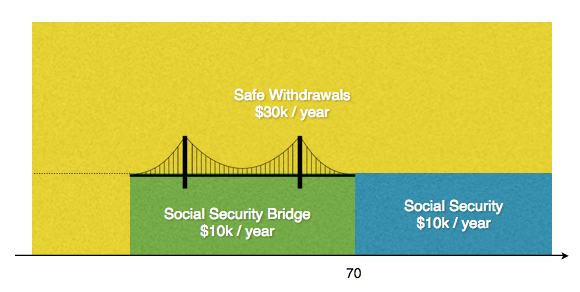 Safe Withdrawals
$30k / year
Social Security Bridge
$10k / year
Social Security
$10k / year
70